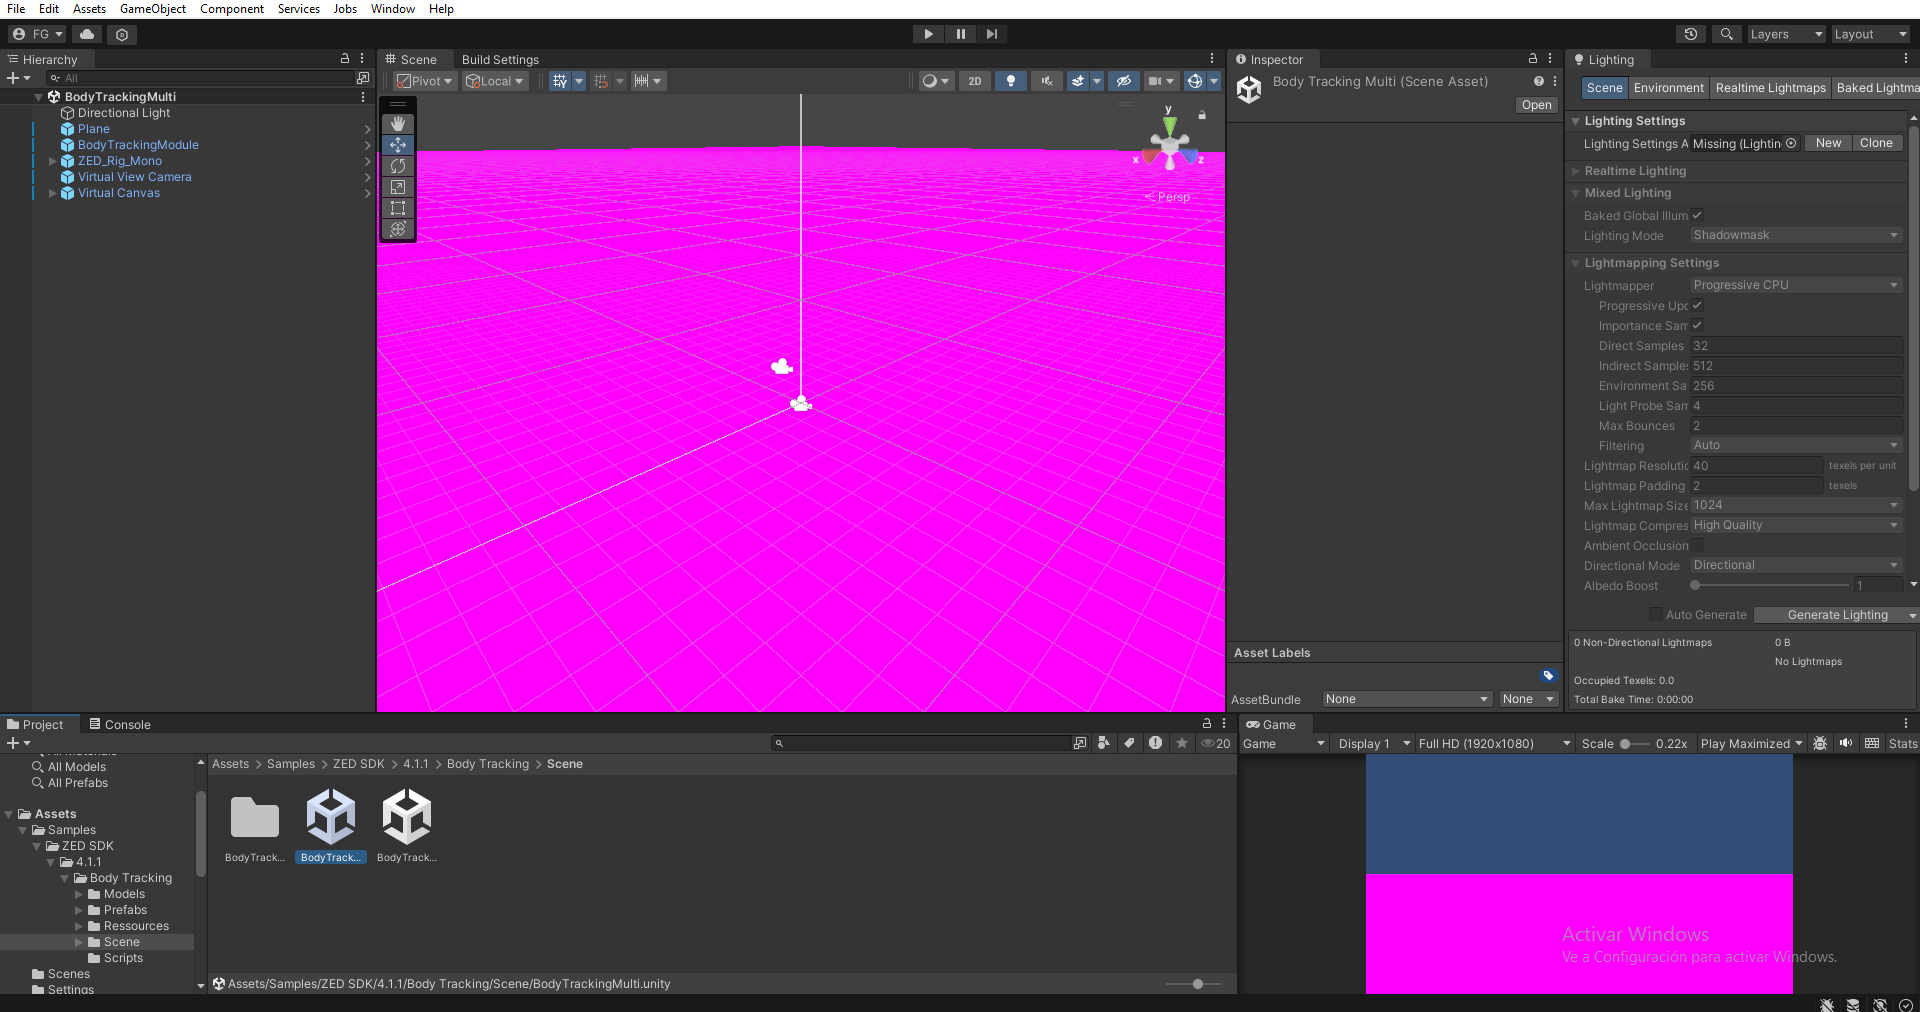 File Edit Assets GameObject Component Services Jobs Window Help
FG Layers Layout
Hierarchy
All
BodyTrackingMulti
Directional Light
Plane
BodyTrackingModule
ZED_Rig_Mono
Virtual View Camera
Virtual Canvas
Scene Build Settings
Pivot Local 2D
y
x z
Persp
Inspector
Body Tracking Multi (Scene Asset)
Open
Asset Labels
AssetBundle None None
Lighting
Scene Environment Realtime Lightmaps Baked Lightma
Lighting Settings
Lighting Settings A Missing (Lightin New Clone
Realtime Lighting
Mixed Lighting
Baked Global Illum
Lighting Mode Shadowmask
Lightmapping Settings
Lightmapper Progressive CPU
Progressive Upd
Importance Sam
Direct Samples 32
Indirect Samples 512
Environment Sa 256
Light Probe Sam 4
Max Bounces 2
Filtering Auto
Lightmap Resolutio 40 texels per unit
Lightmap Padding 2 texels
Max Lightmap Size 1024
Lightmap Compres High Quality
Ambient Occlusion
Directional Mode Directional
Albedo Boost 1
Auto Generate Generate Lighting
0 Non-Directional Lightmaps 0 B
No Lightmaps
Occupied Texels: 0.0
Total Bake Time: 0:00:00
Project Console
20
All Models
All Prefabs
Assets
Samples
ZED SDK
4.1.1
Body Tracking
Models
Prefabs
Ressources
Scene
Scripts
Scenes
Settings
Assets > Samples > ZED SDK > 4.1.1 > Body Tracking > Scene
BodyTrack... BodyTrack... BodyTrack...
Assets/Samples/ZED SDK/4.1.1/Body Tracking/Scene/BodyTrackingMulti.unity
Game
Game Display 1 Full HD (1920x1080) Scale 0.22x Play Maximized Stats
Activar Windows
Ve a Configuración para activar Windows.